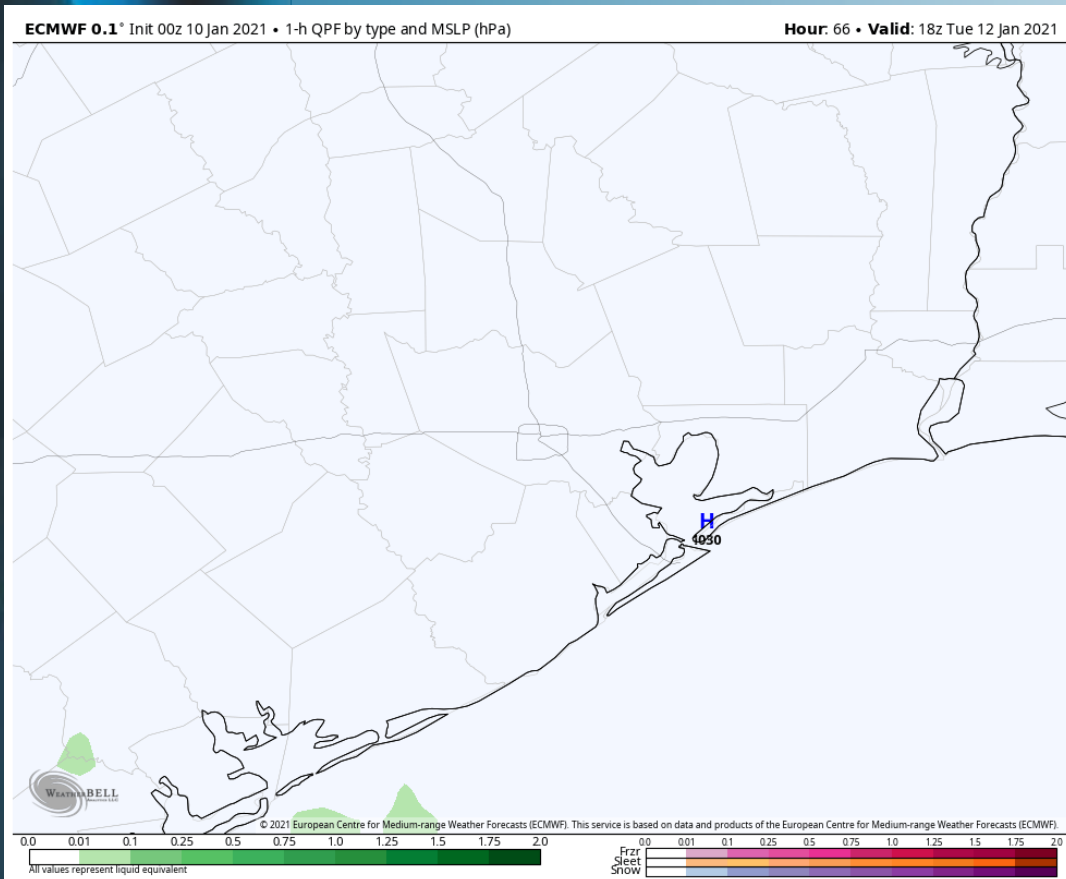 ECMWF 0.1° Init 00z 10 Jan 2021 • 1-h QPF by type and MSLP (hPa)
Hour: 66 • Valid: 18z Tue 12 Jan 2021
H
1030
WEATHERBELL
© 2021 European Centre for Medium-range Weather Forecasts (ECMWF). This service is based on data and products of the European Centre for Medium-range Weather Forecasts (ECMWF).
0.0 0.01 0.1 0.25 0.5 0.75 1.0 1.25 1.5 1.75 2.0
All values represent liquid equivalent
0.0 0.01 0.1 0.25 0.5 0.75 1.0 1.25 1.5 1.75 2.0
Frzr
Sleet
Snow